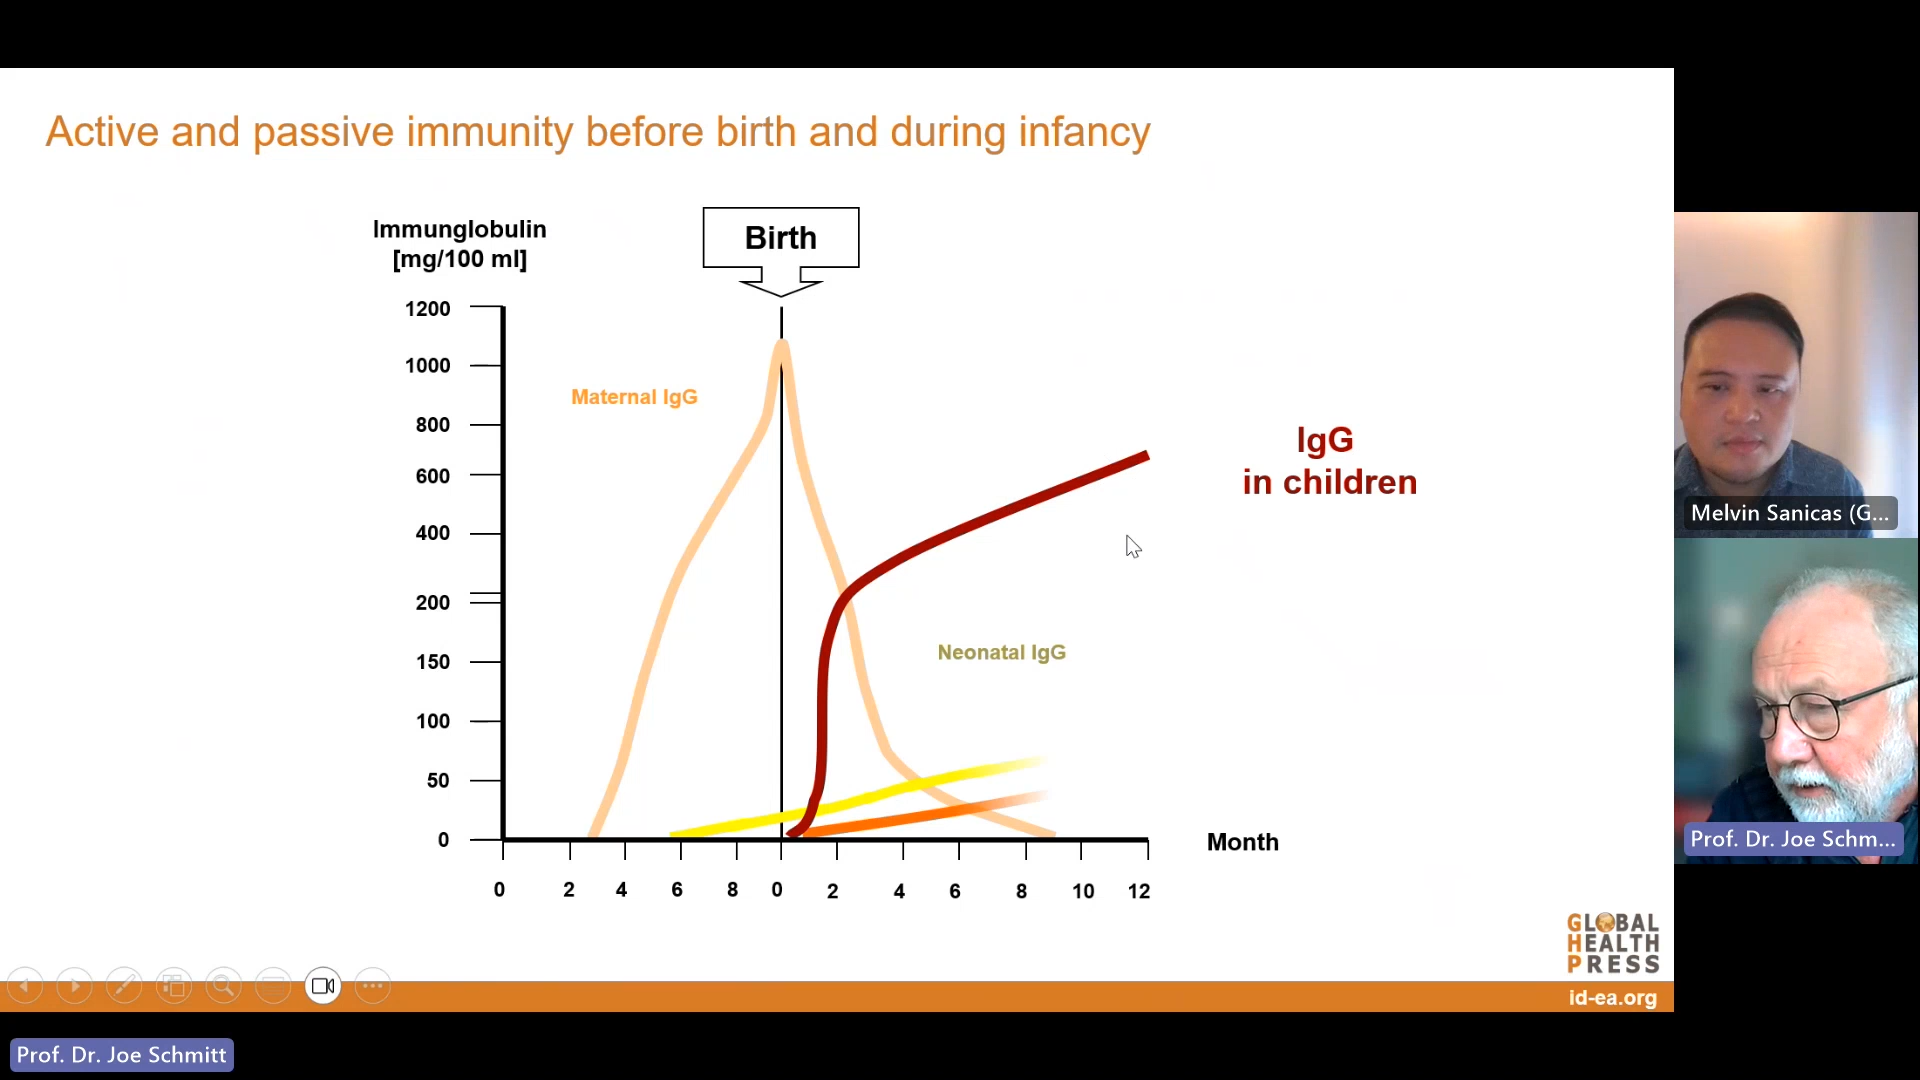 Active and passive immunity before birth and during infancy
Immunglobulin
[mg/100 ml]
Birth
1200
1000
800
600
400
200
150
100
50
0
Maternal IgG
IgG
in children
Neonatal IgG
Month
0 2 4 6 8 0 2 4 6 8 10 12
Melvin Sanicas (G...
Prof. Dr. Joe Schm...
GLOBAL
HEALTH
PRESS
id-ea.org
Prof. Dr. Joe Schmitt